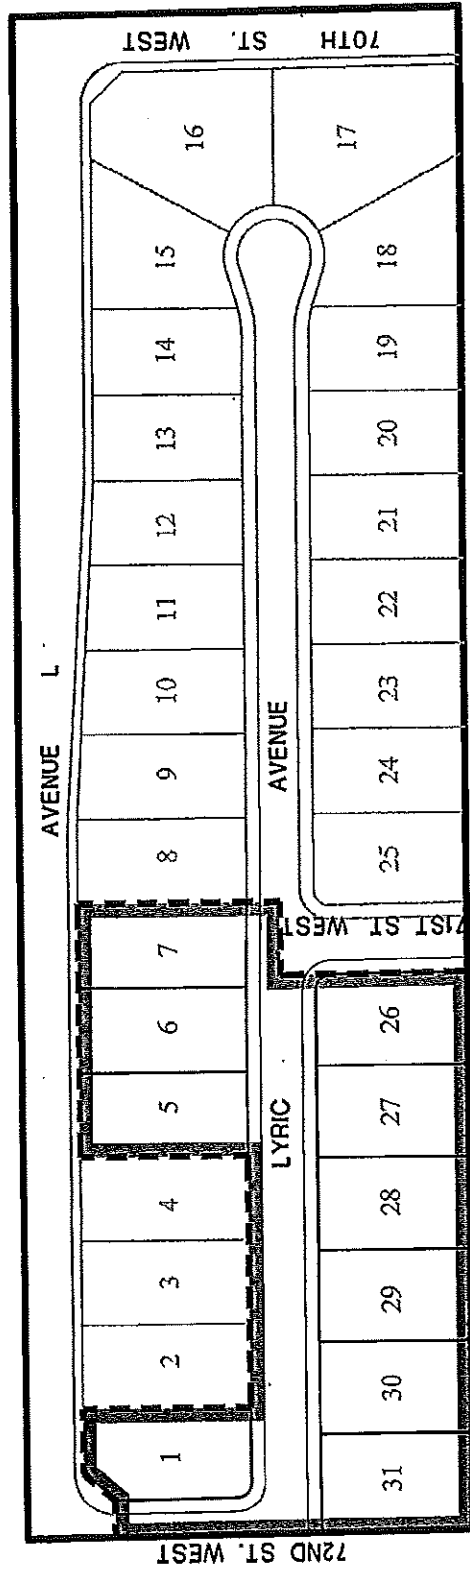 AVENUE L
70TH ST. WEST
1 2 3 4 5 6 7 8 9 10 11 12 13 14 15 16
LYRIC AVENUE
31 30 29 28 27 26 25 24 23 22 21 20 19 18 17
72ND ST. WEST
71ST ST. WEST